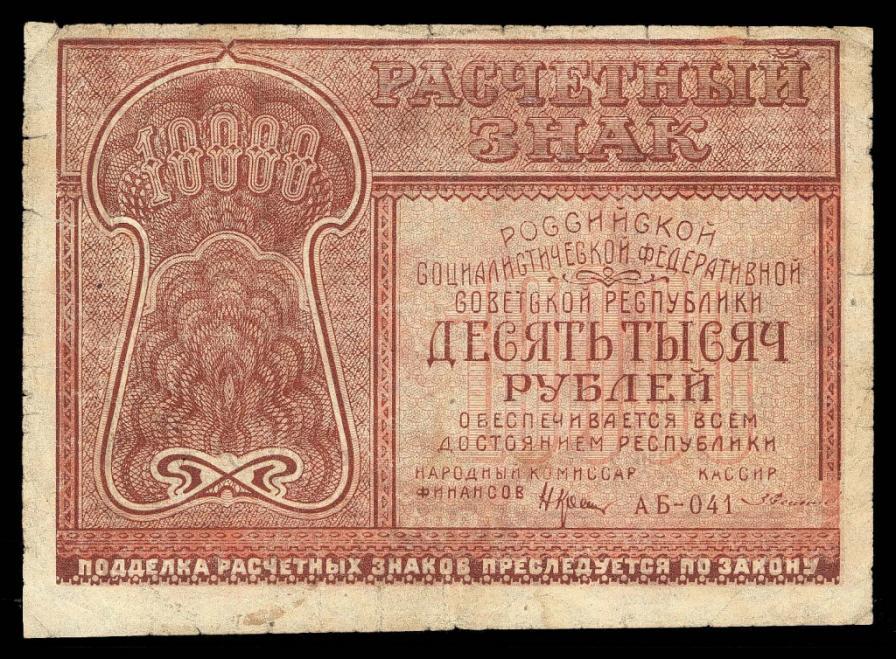 10000
РАСЧЕТНЫЙ
ЗНАК
РОССИЙСКОЙ
СОЦИАЛИСТИЧЕСКОЙ ФЕДЕРАТИВНОЙ
СОВЕТСКОЙ РЕСПУБЛИКИ
ДЕСЯТЬ ТЫСЯЧ
РУБЛЕЙ
ОБЕСПЕЧИВАЕТСЯ ВСЕМ
ДОСТОЯНИЕМ РЕСПУБЛИКИ
НАРОДНЫЙ КОМИССАР КАССИР
ФИНАНСОВ АБ-041
ПОДДЕЛКА РАСЧЕТНЫХ ЗНАКОВ ПРЕСЛЕДУЕТСЯ ПО ЗАКОНУ